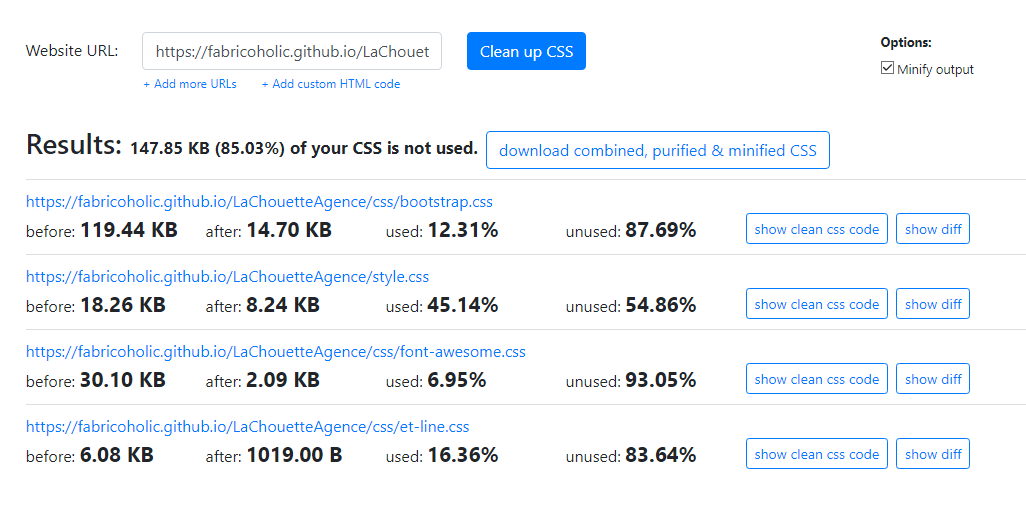 Website URL: https://fabricoholic.github.io/LaChouet Clean up CSS Options:
+ Add more URLs + Add custom HTML code Minify output
Results: 147.85 KB (85.03%) of your CSS is not used. download combined, purified & minified CSS
https://fabricoholic.github.io/LaChouetteAgence/css/bootstrap.css
before: 119.44 KB after: 14.70 KB used: 12.31% unused: 87.69% show clean css code show diff
https://fabricoholic.github.io/LaChouetteAgence/style.css
before: 18.26 KB after: 8.24 KB used: 45.14% unused: 54.86% show clean css code show diff
https://fabricoholic.github.io/LaChouetteAgence/css/font-awesome.css
before: 30.10 KB after: 2.09 KB used: 6.95% unused: 93.05% show clean css code show diff
https://fabricoholic.github.io/LaChouetteAgence/css/et-line.css
before: 6.08 KB after: 1019.00 B used: 16.36% unused: 83.64% show clean css code show diff